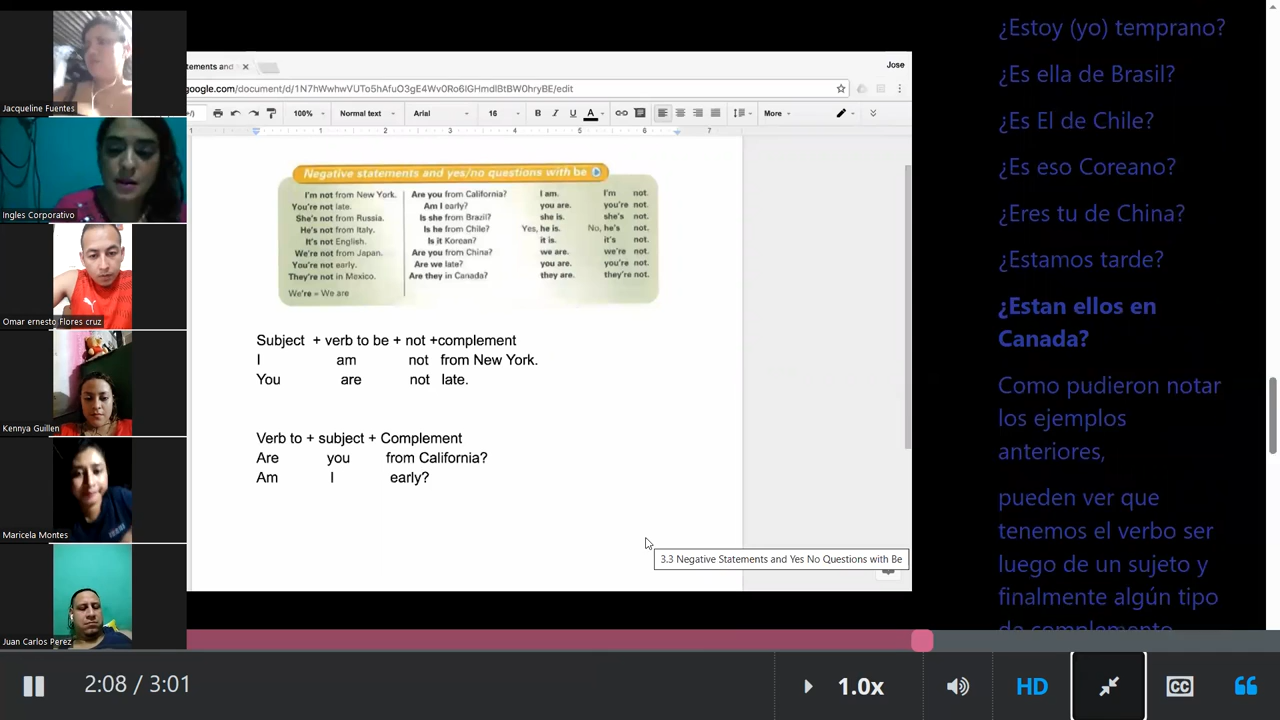 Jacqueline Fuentes
Ingles Corporativo
Omar ernesto Flores cruz
Kennya Guillen
Maricela Montes
Juan Carlos Perez
tements and
Jose
google.com/document/d/1N7hWwhwVUTo5hAfuO3gE4Wv0Ro6lGHmdlBtBW0hryBE/edit
100% Normal text Arial 16 B I U A More
1 2 3 4 5 6 7
Negative statements and yes/no questions with be
I'm not from New York. Are you from California? I am. I'm not.
You're not late. Am I early? you are. you're not.
She's not from Russia. Is she from Brazil? she is. she's not.
He's not from Italy. Is he from Chile? Yes, he is. No, he's not.
It's not English. Is it Korean? it is. it's not.
We're not from Japan. Are you from China? we are. we're not.
You're not early. Are we late? you are. you're not.
They're not in Mexico. Are they in Canada? they are. they're not.
We're = We are
Subject + verb to be + not +complement
I am not from New York.
You are not late.
Verb to + subject + Complement
Are you from California?
Am I early?
3.3 Negative Statements and Yes No Questions with Be
¿Estoy (yo) temprano?
¿Es ella de Brasil?
¿Es El de Chile?
¿Es eso Coreano?
¿Eres tu de China?
¿Estamos tarde?
¿Estan ellos en
Canada?
Como pudieron notar
los ejemplos
anteriores,
pueden ver que
tenemos el verbo ser
luego de un sujeto y
finalmente algún tipo
de complemento
2:08 / 3:01
1.0x
HD
CC